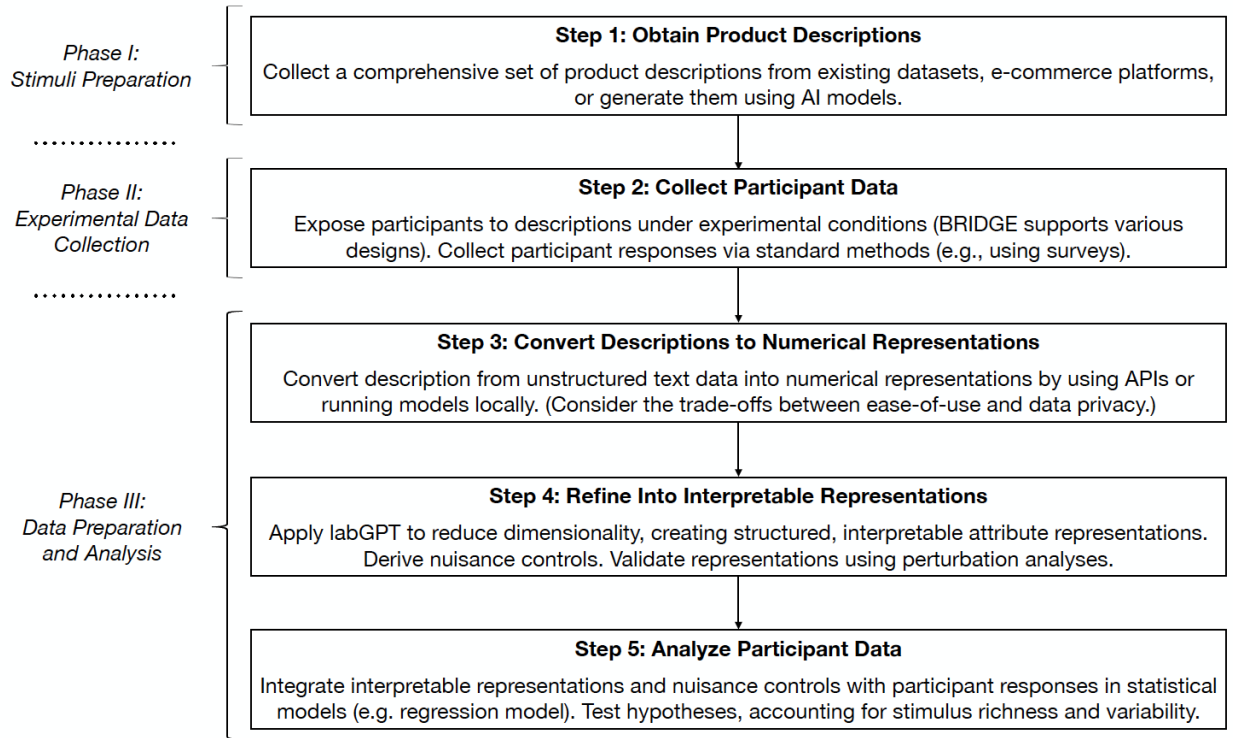 Phase I:
Stimuli Preparation
Step 1: Obtain Product Descriptions
Collect a comprehensive set of product descriptions from existing datasets, e-commerce platforms,
or generate them using AI models.
Phase II:
Experimental Data
Collection
Step 2: Collect Participant Data
Expose participants to descriptions under experimental conditions (BRIDGE supports various
designs). Collect participant responses via standard methods (e.g., using surveys).
Phase III:
Data Preparation
and Analysis
Step 3: Convert Descriptions to Numerical Representations
Convert description from unstructured text data into numerical representations by using APIs or
running models locally. (Consider the trade-offs between ease-of-use and data privacy.)
Step 4: Refine Into Interpretable Representations
Apply labGPT to reduce dimensionality, creating structured, interpretable attribute representations.
Derive nuisance controls. Validate representations using perturbation analyses.
Step 5: Analyze Participant Data
Integrate interpretable representations and nuisance controls with participant responses in statistical
models (e.g. regression model). Test hypotheses, accounting for stimulus richness and variability.